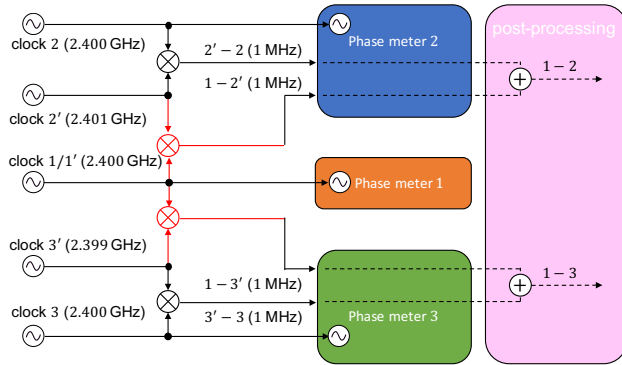 clock 2 (2.400 GHz)
2′ − 2 (1 MHz)
Phase meter 2
post-processing
1 − 2
1 − 2′ (1 MHz)
clock 2′ (2.401 GHz)
clock 1/1′ (2.400 GHz)
Phase meter 1
clock 3′ (2.399 GHz)
1 − 3′ (1 MHz)
1 − 3
clock 3 (2.400 GHz)
3′ − 3 (1 MHz)
Phase meter 3